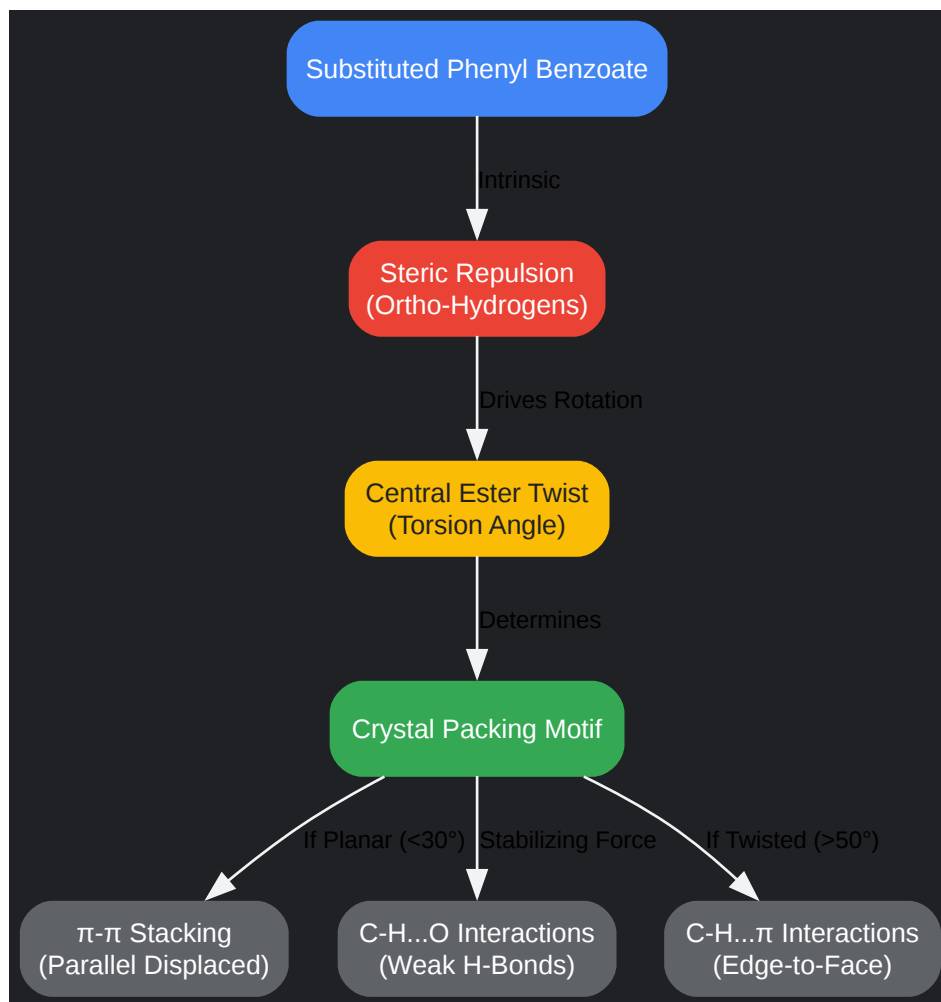 Substituted Phenyl Benzoate
Intrinsic
Steric Repulsion
(Ortho-Hydrogens)
Drives Rotation
Central Ester Twist
(Torsion Angle)
Determines
Crystal Packing Motif
If Planar (<30°)
Stabilizing Force
If Twisted (>50°)
π-π Stacking
(Parallel Displaced)
C-H...O Interactions
(Weak H-Bonds)
C-H...π Interactions
(Edge-to-Face)